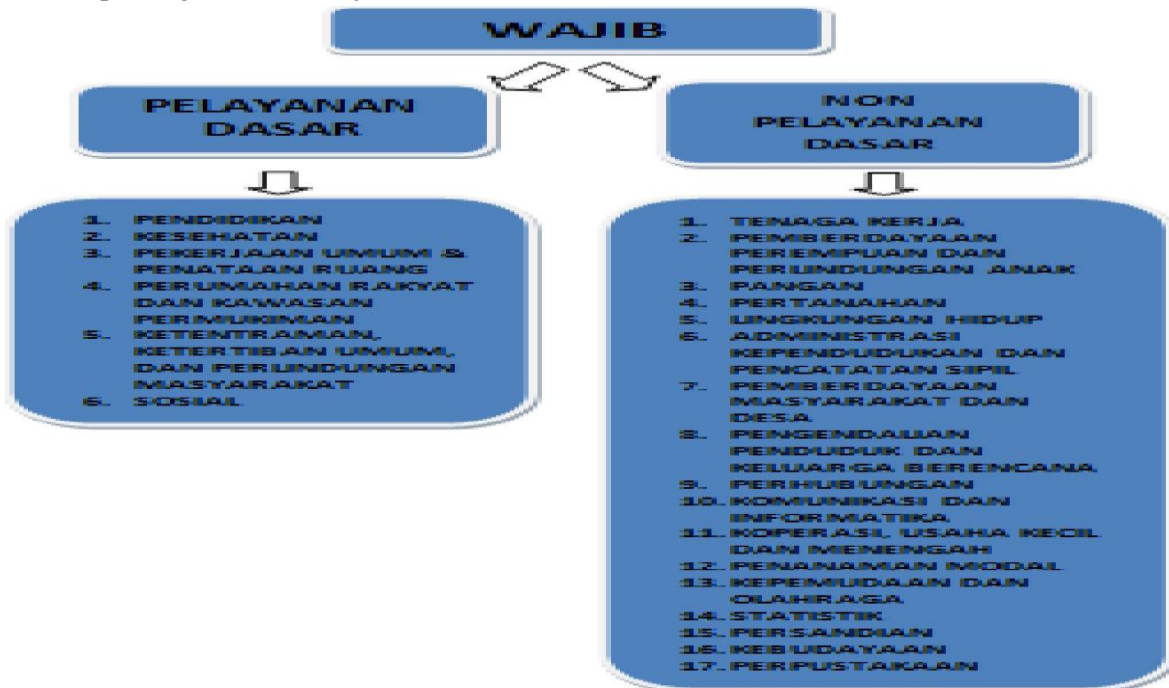 WAJIB
PELAYANAN
DASAR
NON
PELAYANAN
DASAR
1. PENDIDIKAN
2. KESEHATAN
3. PEKERJAAN UMUM &
PENATAAN RUANG
4. PERUMAHAN RAKYAT
DAN KAWASAN
PERMUKIMAN
5. KETENTRAMAN,
KETERTIBAN UMUM,
DAN PERLINDUNGAN
MASYARAKAT
6. SOSIAL
1. TENAGA KERJA
2. PEMBERDAYAAN
PEREMPUAN DAN
PERLINDUNGAN ANAK
3. PANGAN
4. PERTANAHAN
5. LINGKUNGAN HIDUP
6. ADMINISTRASI
KEPENDUDUKAN DAN
PENCATATAN SIPIL
7. PEMBERDAYAAN
MASYARAKAT DAN
DESA
8. PENGENDALIAN
PENDUDUK DAN
KELUARGA BERENCANA
9. PERHUBUNGAN
10. KOMUNIKASI DAN
INFORMATIKA
11. KOPERASI, USAHA KECIL
DAN MENENGAH
12. PENANAMAN MODAL
13. KEPEMUDAAN DAN
OLAHRAGA
14. STATISTIK
15. PERSANDIAN
16. KEBUDAYAAN
17. PERPUSTAKAAN